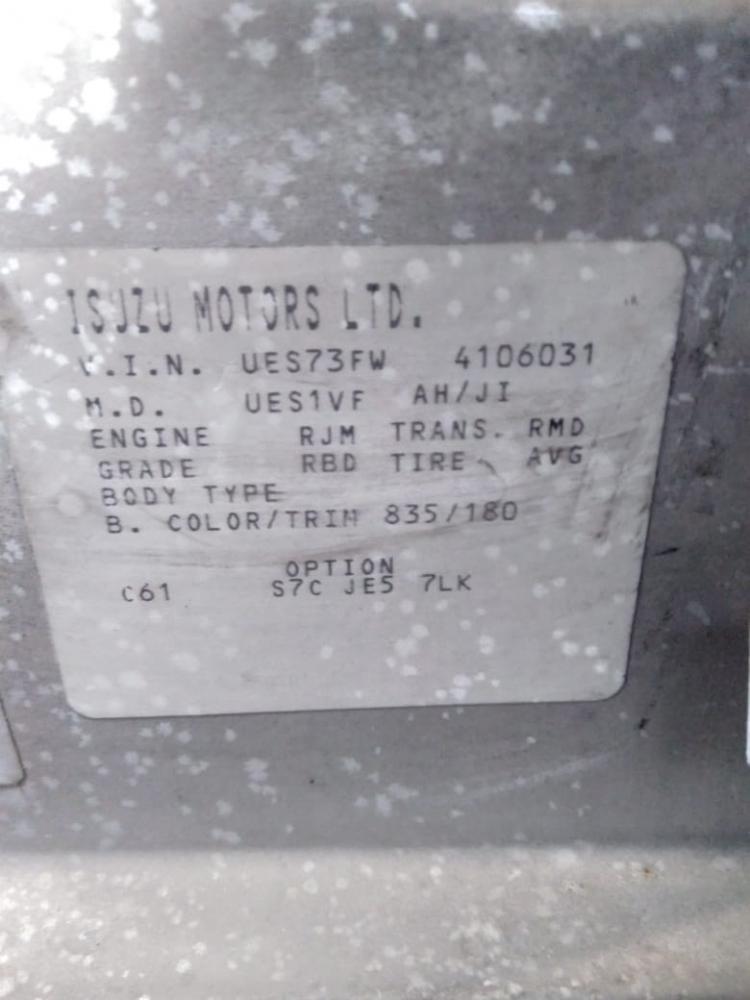 ISUZU MOTORS LTD.
V.I.N. UES73FW 4106031
M.D. UES1VF AH/JI
ENGINE RJM TRANS. RMD
GRADE RBD TIRE AVG
BODY TYPE
B. COLOR/TRIM 835/180
OPTION
C61 S7C JE5 7LK